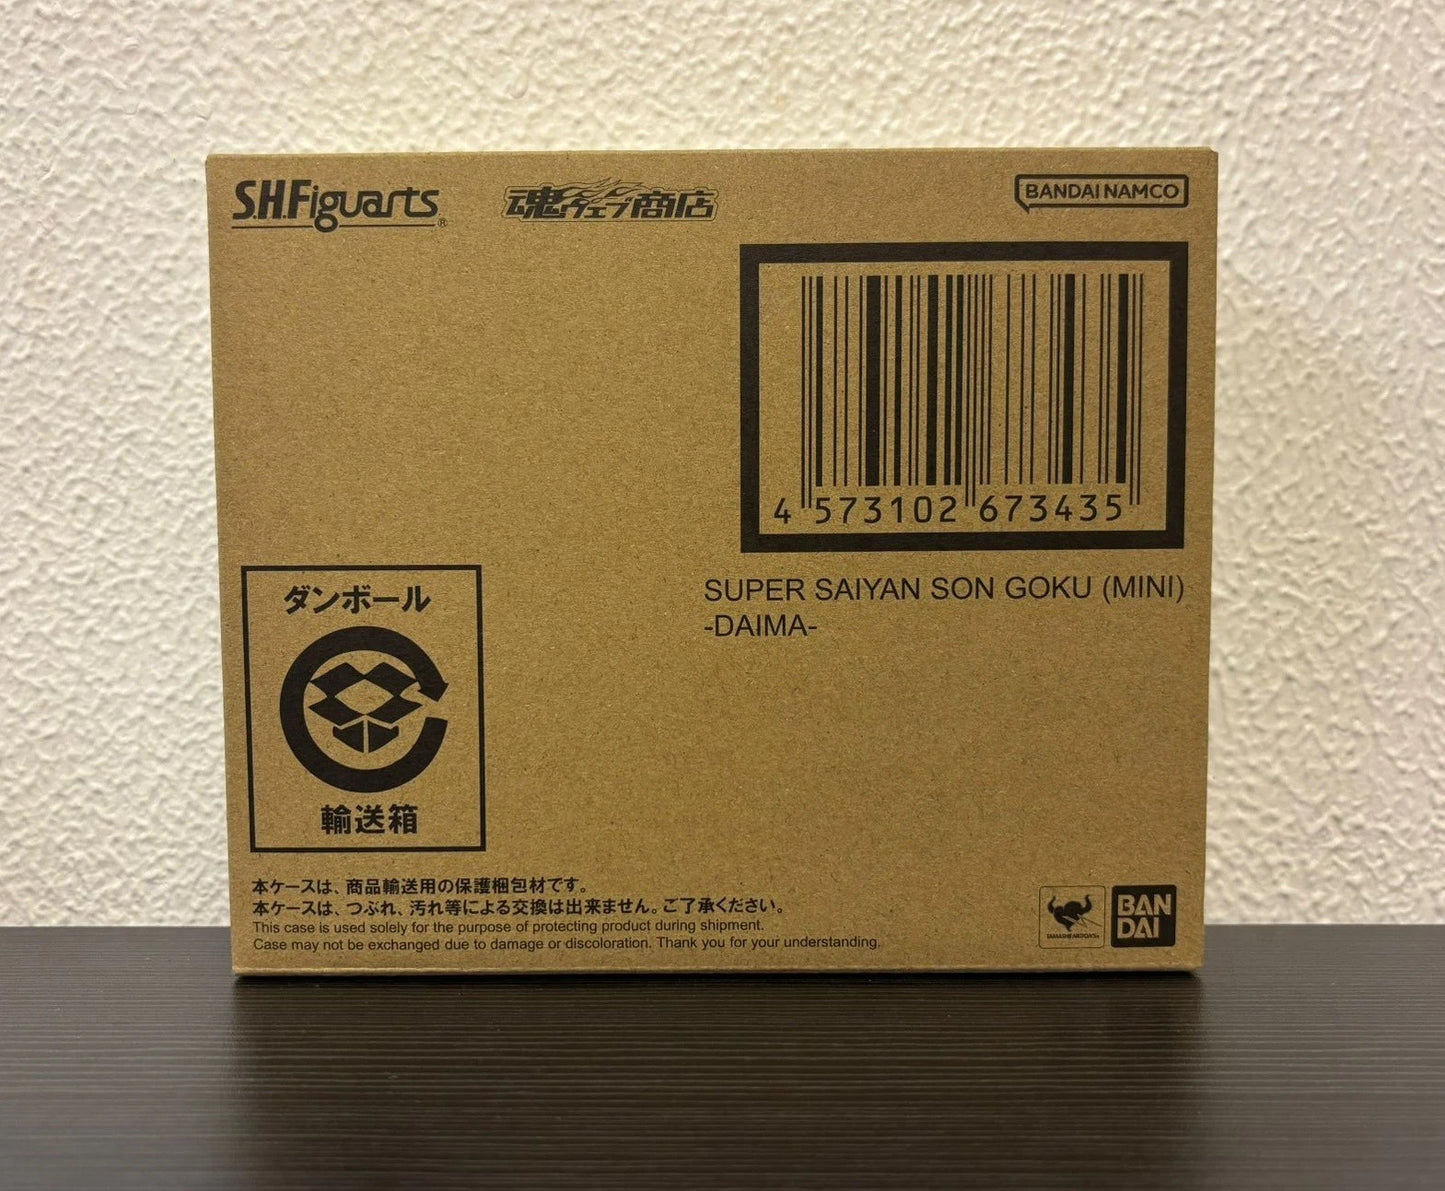 S.H.Figuarts®
魂ウェブ商店
BANDAI NAMCO
4 573102 673435
SUPER SAIYAN SON GOKU (MINI)
-DAIMA-
ダンボール
輸送箱
本ケースは、商品輸送用の保護梱包材です。
本ケースは、つぶれ、汚れ等による交換は出来ません。ご了承ください。
This case is used solely for the purpose of protecting product during shipment.
Case may not be exchanged due to damage or discoloration. Thank you for your understanding.
TAMASHII NATIONS
BAN
DAI